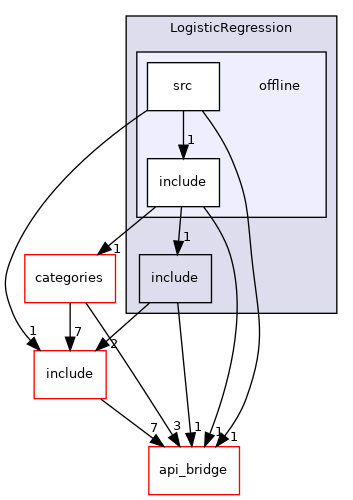 LogisticRegression
src
offline
1
include
1
1
categories
include
1
7
2
include
7
3
1
1
1
api_bridge